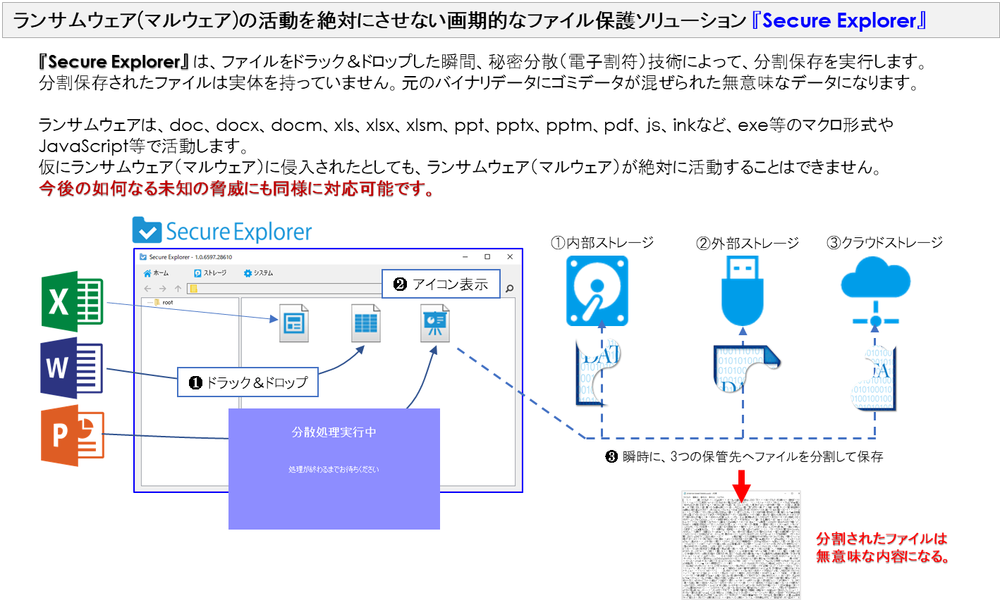 ランサムウェア(マルウェア)の活動を絶対にさせない画期的なファイル保護ソリューション『Secure Explorer』
『Secure Explorer』は、ファイルをドラック＆ドロップした瞬間、秘密分散（電子割符）技術によって、分割保存を実行します。
分割保存されたファイルは実体を持っていません。元のバイナリデータにゴミデータが混ぜられた無意味なデータになります。
ランサムウェアは、doc、docx、docm、xls、xlsx、xlsm、ppt、pptx、pptm、pdf、js、inkなど、exe等のマクロ形式や
JavaScript等で活動します。
仮にランサムウェア（マルウェア）に侵入されたとしても、ランサムウェア（マルウェア）が絶対に活動することはできません。
今後の如何なる未知の脅威にも同様に対応可能です。
Secure Explorer
Secure Explorer - 1.0.6597.28610
ホーム ストレージ システム
root
❷ アイコン表示
X
W
P
❶ ドラック＆ドロップ
分散処理実行中
処理が終わるまでお待ちください
①内部ストレージ
②外部ストレージ
③クラウドストレージ
❸ 瞬時に、3つの保管先へファイルを分割して保存
分割されたファイルは
無意味な内容になる。